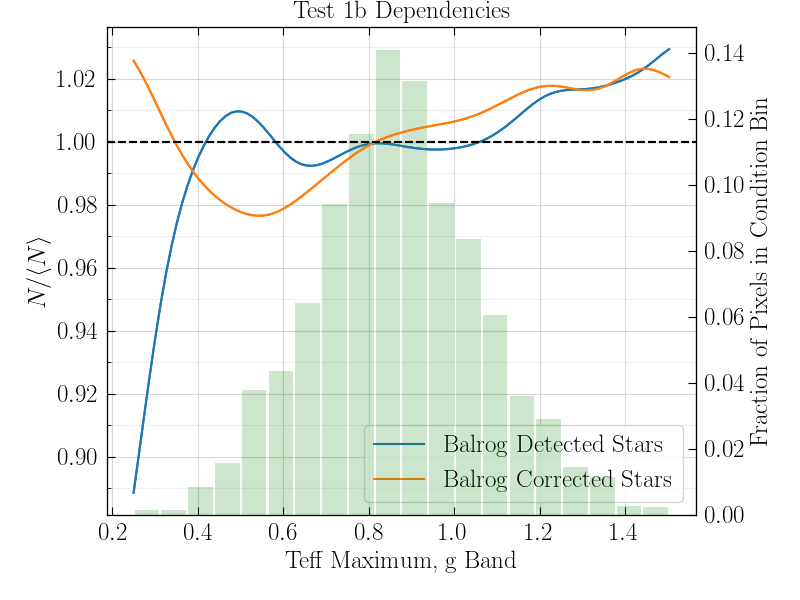 Test 1b Dependencies
N/⟨N⟩
1.02
1.00
0.98
0.96
0.94
0.92
0.90
0.14
0.12
0.10
0.08
0.06
0.04
0.02
0.00
Fraction of Pixels in Condition Bin
Balrog Detected Stars
Balrog Corrected Stars
0.2 0.4 0.6 0.8 1.0 1.2 1.4
Teff Maximum, g Band